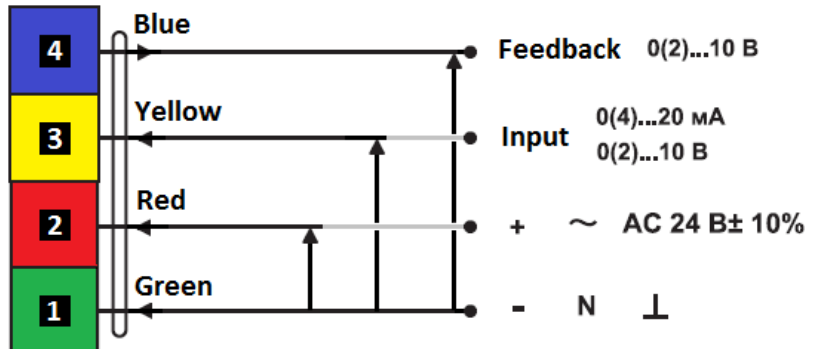 4 Blue Feedback 0(2)...10 В
3 Yellow Input 0(4)...20 мА
0(2)...10 В
2 Red + ~ AC 24 В± 10%
1 Green - N ⊥